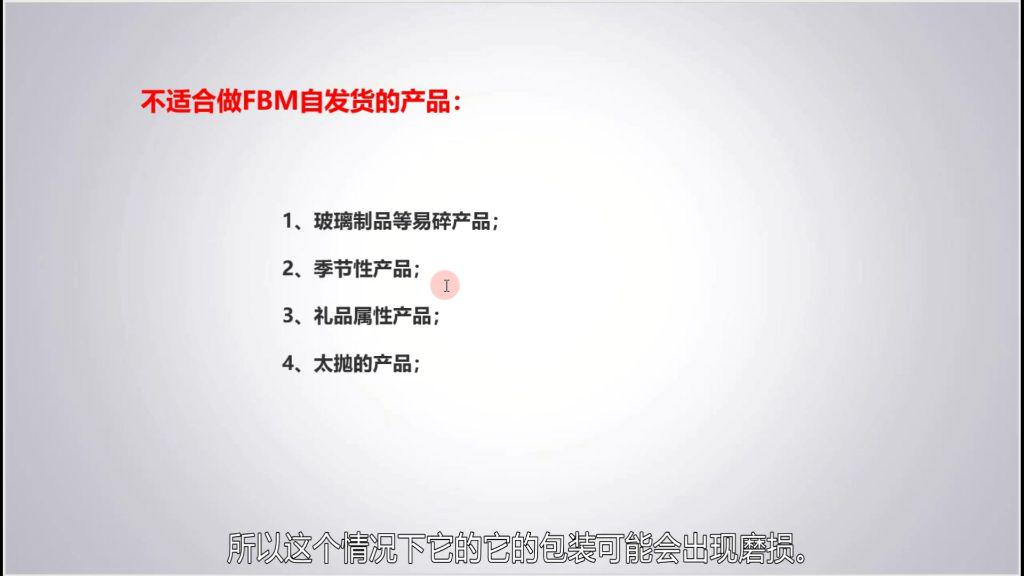 不适合做FBM自发货的产品：
1、玻璃制品等易碎产品；
2、季节性产品；
3、礼品属性产品；
4、太抛的产品；
所以这个情况下它的它的包装可能会出现磨损。